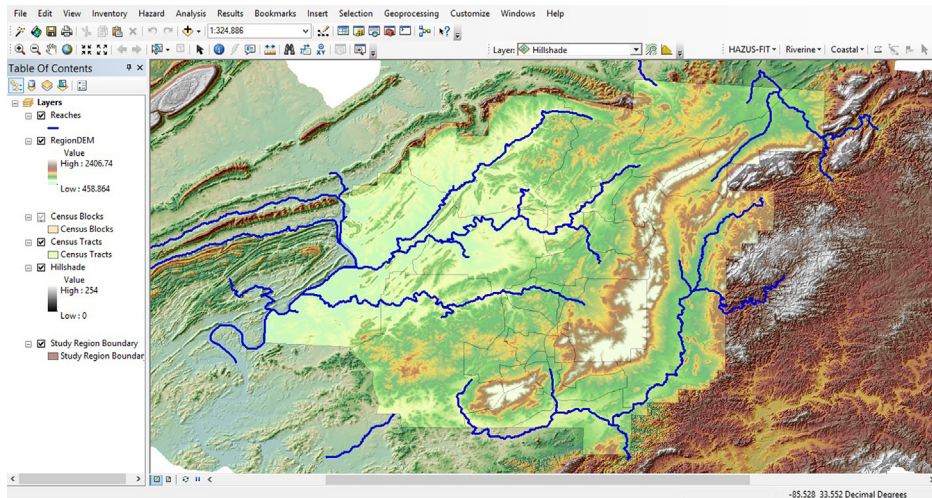 File Edit View Inventory Hazard Analysis Results Bookmarks Insert Selection Geoprocessing Customize Windows Help
1:324,886
Layer: Hillshade HAZUS-FIT Riverine Coastal
Table Of Contents
Layers
Reaches
RegionDEM
Value
High : 2406.74
Low : 458.864
Census Blocks
Census Blocks
Census Tracts
Census Tracts
Hillshade
Value
High : 254
Low : 0
Study Region Boundary
Study Region Boundar
-85.528 33.552 Decimal Degrees